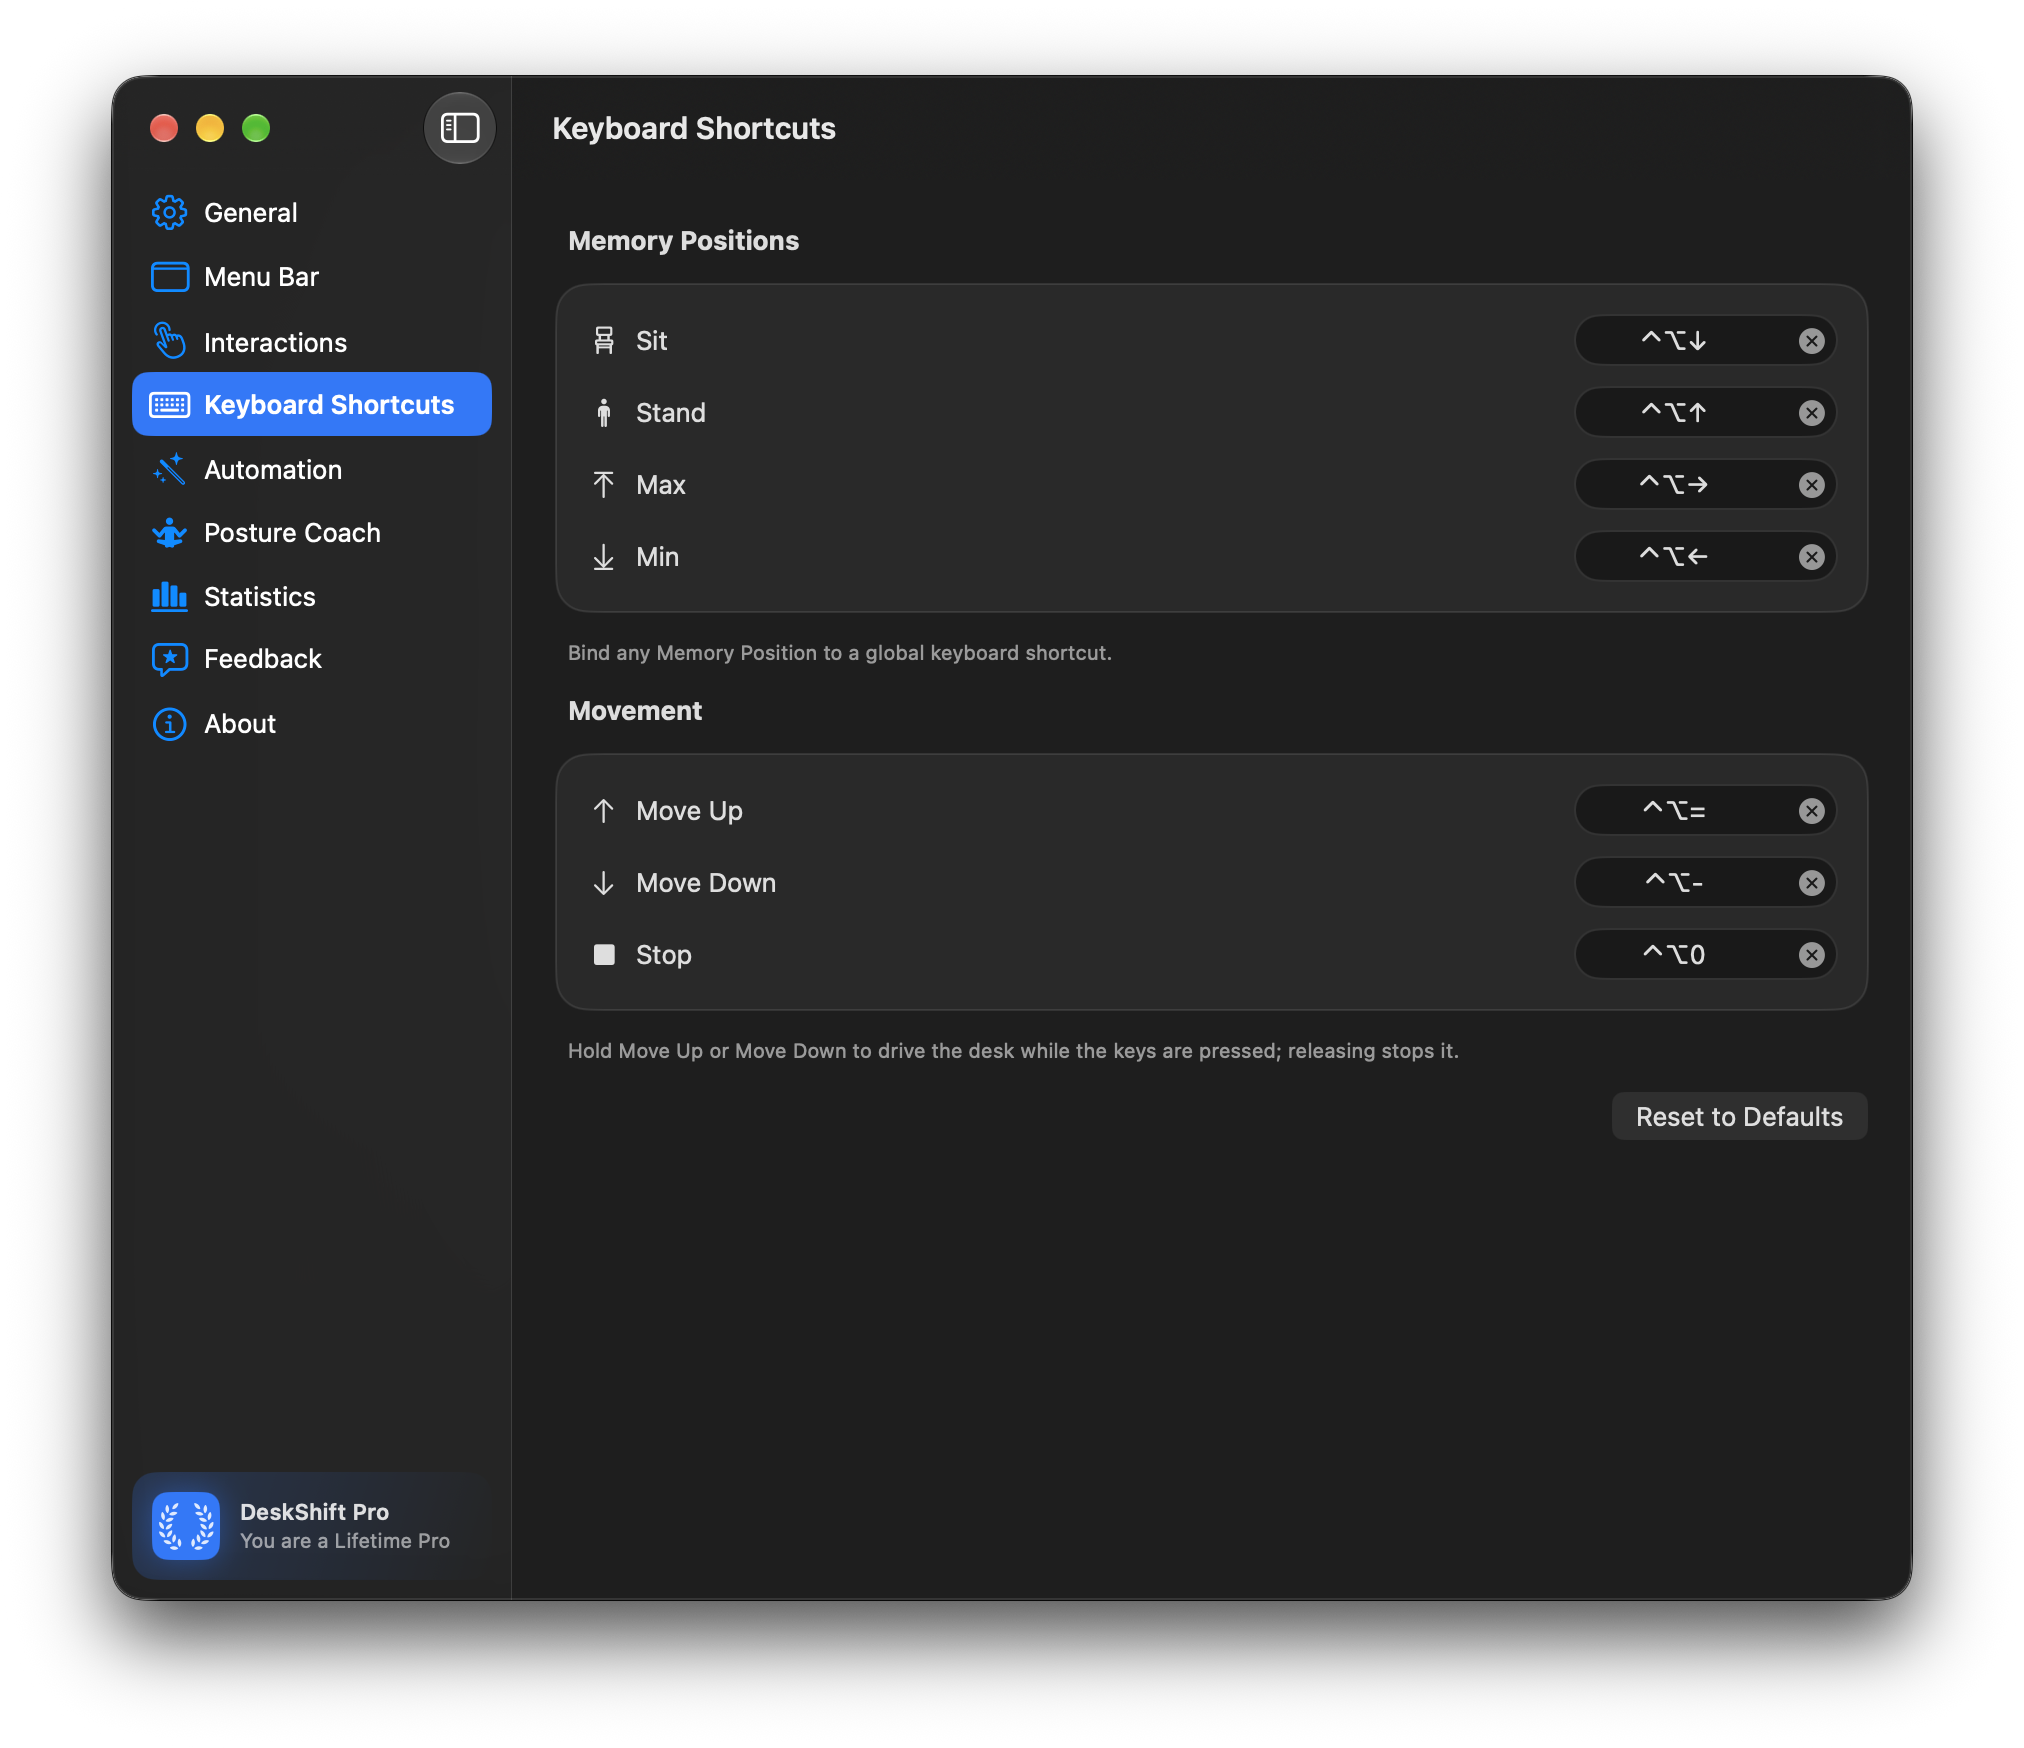 Keyboard Shortcuts
General
Menu Bar
Interactions
Keyboard Shortcuts
Automation
Posture Coach
Statistics
Feedback
About
DeskShift Pro
You are a Lifetime Pro
Memory Positions
Sit ^⌥↓
Stand ^⌥↑
Max ^⌥→
Min ^⌥←
Bind any Memory Position to a global keyboard shortcut.
Movement
Move Up ^⌥=
Move Down ^⌥-
Stop ^⌥0
Hold Move Up or Move Down to drive the desk while the keys are pressed; releasing stops it.
Reset to Defaults